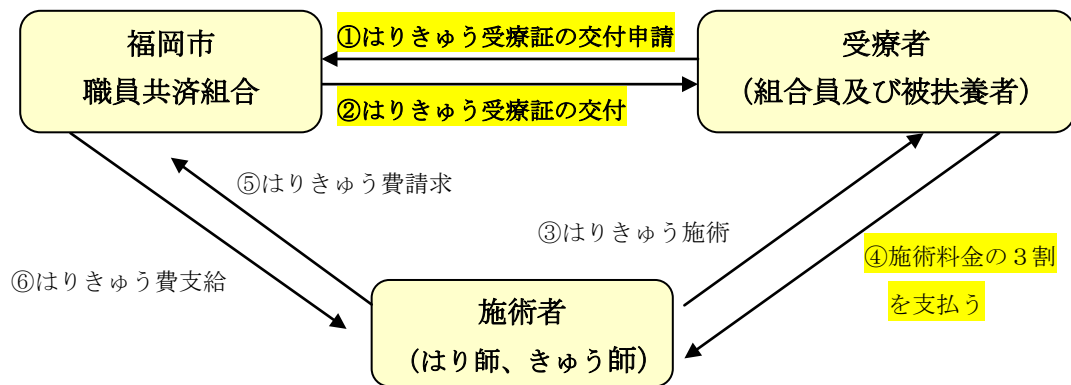 福岡市
職員共済組合
①はりきゅう受療証の交付申請
②はりきゅう受療証の交付
受療者
（組合員及び被扶養者）
⑤はりきゅう費請求
③はりきゅう施術
⑥はりきゅう費支給
④施術料金の３割
を支払う
施術者
（はり師、きゅう師）